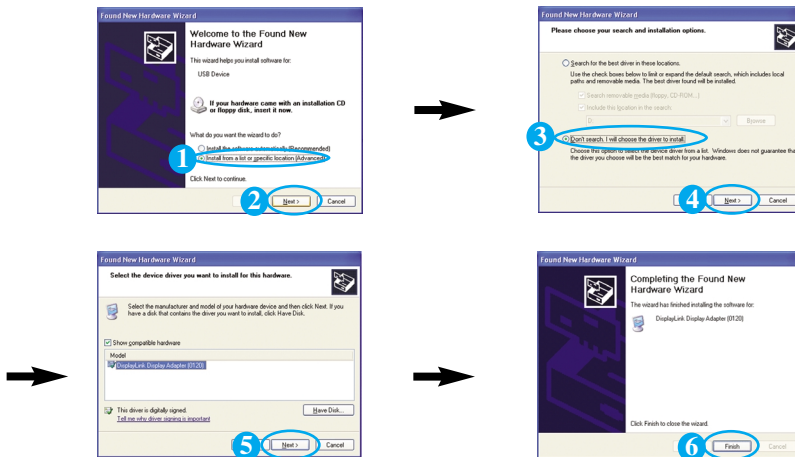 Found New Hardware Wizard
Welcome to the Found New
Hardware Wizard
This wizard helps you install software for:
USB Device
If your hardware came with an installation CD
or floppy disk, insert it now.
What do you want the wizard to do?
Install the software automatically (Recommended)
1
Install from a list or specific location (Advanced)
Click Next to continue.
2
Next >
Cancel
Found New Hardware Wizard
Please choose your search and installation options.
Search for the best driver in these locations.
Use the check boxes below to limit or expand the default search, which includes local
paths and removable media. The best driver found will be installed.
Search removable media (floppy, CD-ROM...)
Include this location in the search:
D:
Browse
3
Don't search. I will choose the driver to install.
Choose this option to select the device driver from a list. Windows does not guarantee tha
the driver you choose will be the best match for your hardware.
4
Next >
Cancel
Found New Hardware Wizard
Select the device driver you want to install for this hardware.
Select the manufacturer and model of your hardware device and then click Next. If you
have a disk that contains the driver you want to install, click Have Disk.
Show compatible hardware
Model
DisplayLink Display Adapter (0120)
This driver is digitally signed.
Have Disk...
Tell me why driver signing is important
5
Next >
Cancel
Found New Hardware Wizard
Completing the Found New
Hardware Wizard
The wizard has finished installing the software for:
DisplayLink Display Adapter (0120)
Click Finish to close the wizard.
6
Finish
Cancel